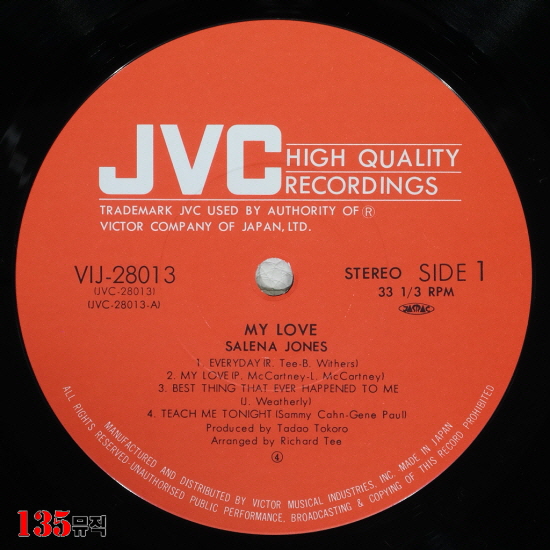 JVC
HIGH QUALITY
RECORDINGS
TRADEMARK JVC USED BY AUTHORITY OF Ⓡ
VICTOR COMPANY OF JAPAN, LTD.
VIJ-28013
(JVC-28013)
(JVC-28013-A)
STEREO SIDE 1
33 1/3 RPM
JASRAC
MY LOVE
SALENA JONES
1. EVERYDAY (R. Tee-B. Withers)
2. MY LOVE (P. McCartney-L. McCartney)
3. BEST THING THAT EVER HAPPENED TO ME
(J. Weatherly)
4. TEACH ME TONIGHT (Sammy Cahn-Gene Paul)
Produced by Tadao Tokoro
Arranged by Richard Tee
④
MANUFACTURED AND DISTRIBUTED BY VICTOR MUSICAL INDUSTRIES, INC. MADE IN JAPAN
ALL RIGHTS RESERVED-UNAUTHORISED PUBLIC PERFORMANCE, BROADCASTING & COPYING OF THIS RECORD PROHIBITED
135뮤직